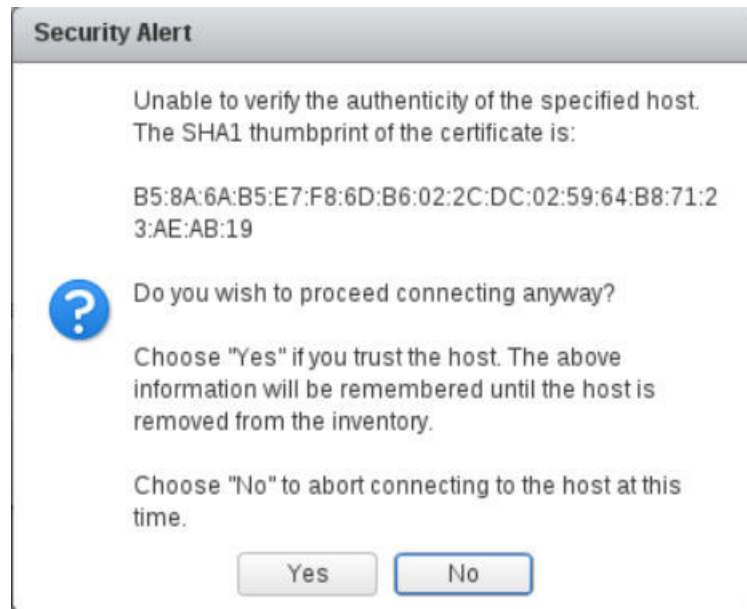 Security Alert
Unable to verify the authenticity of the specified host.
The SHA1 thumbprint of the certificate is:
B5:8A:6A:B5:E7:F8:6D:B6:02:2C:DC:02:59:64:B8:71:2
3:AE:AB:19
Do you wish to proceed connecting anyway?
Choose "Yes" if you trust the host. The above
information will be remembered until the host is
removed from the inventory.
Choose "No" to abort connecting to the host at this
time.
Yes No